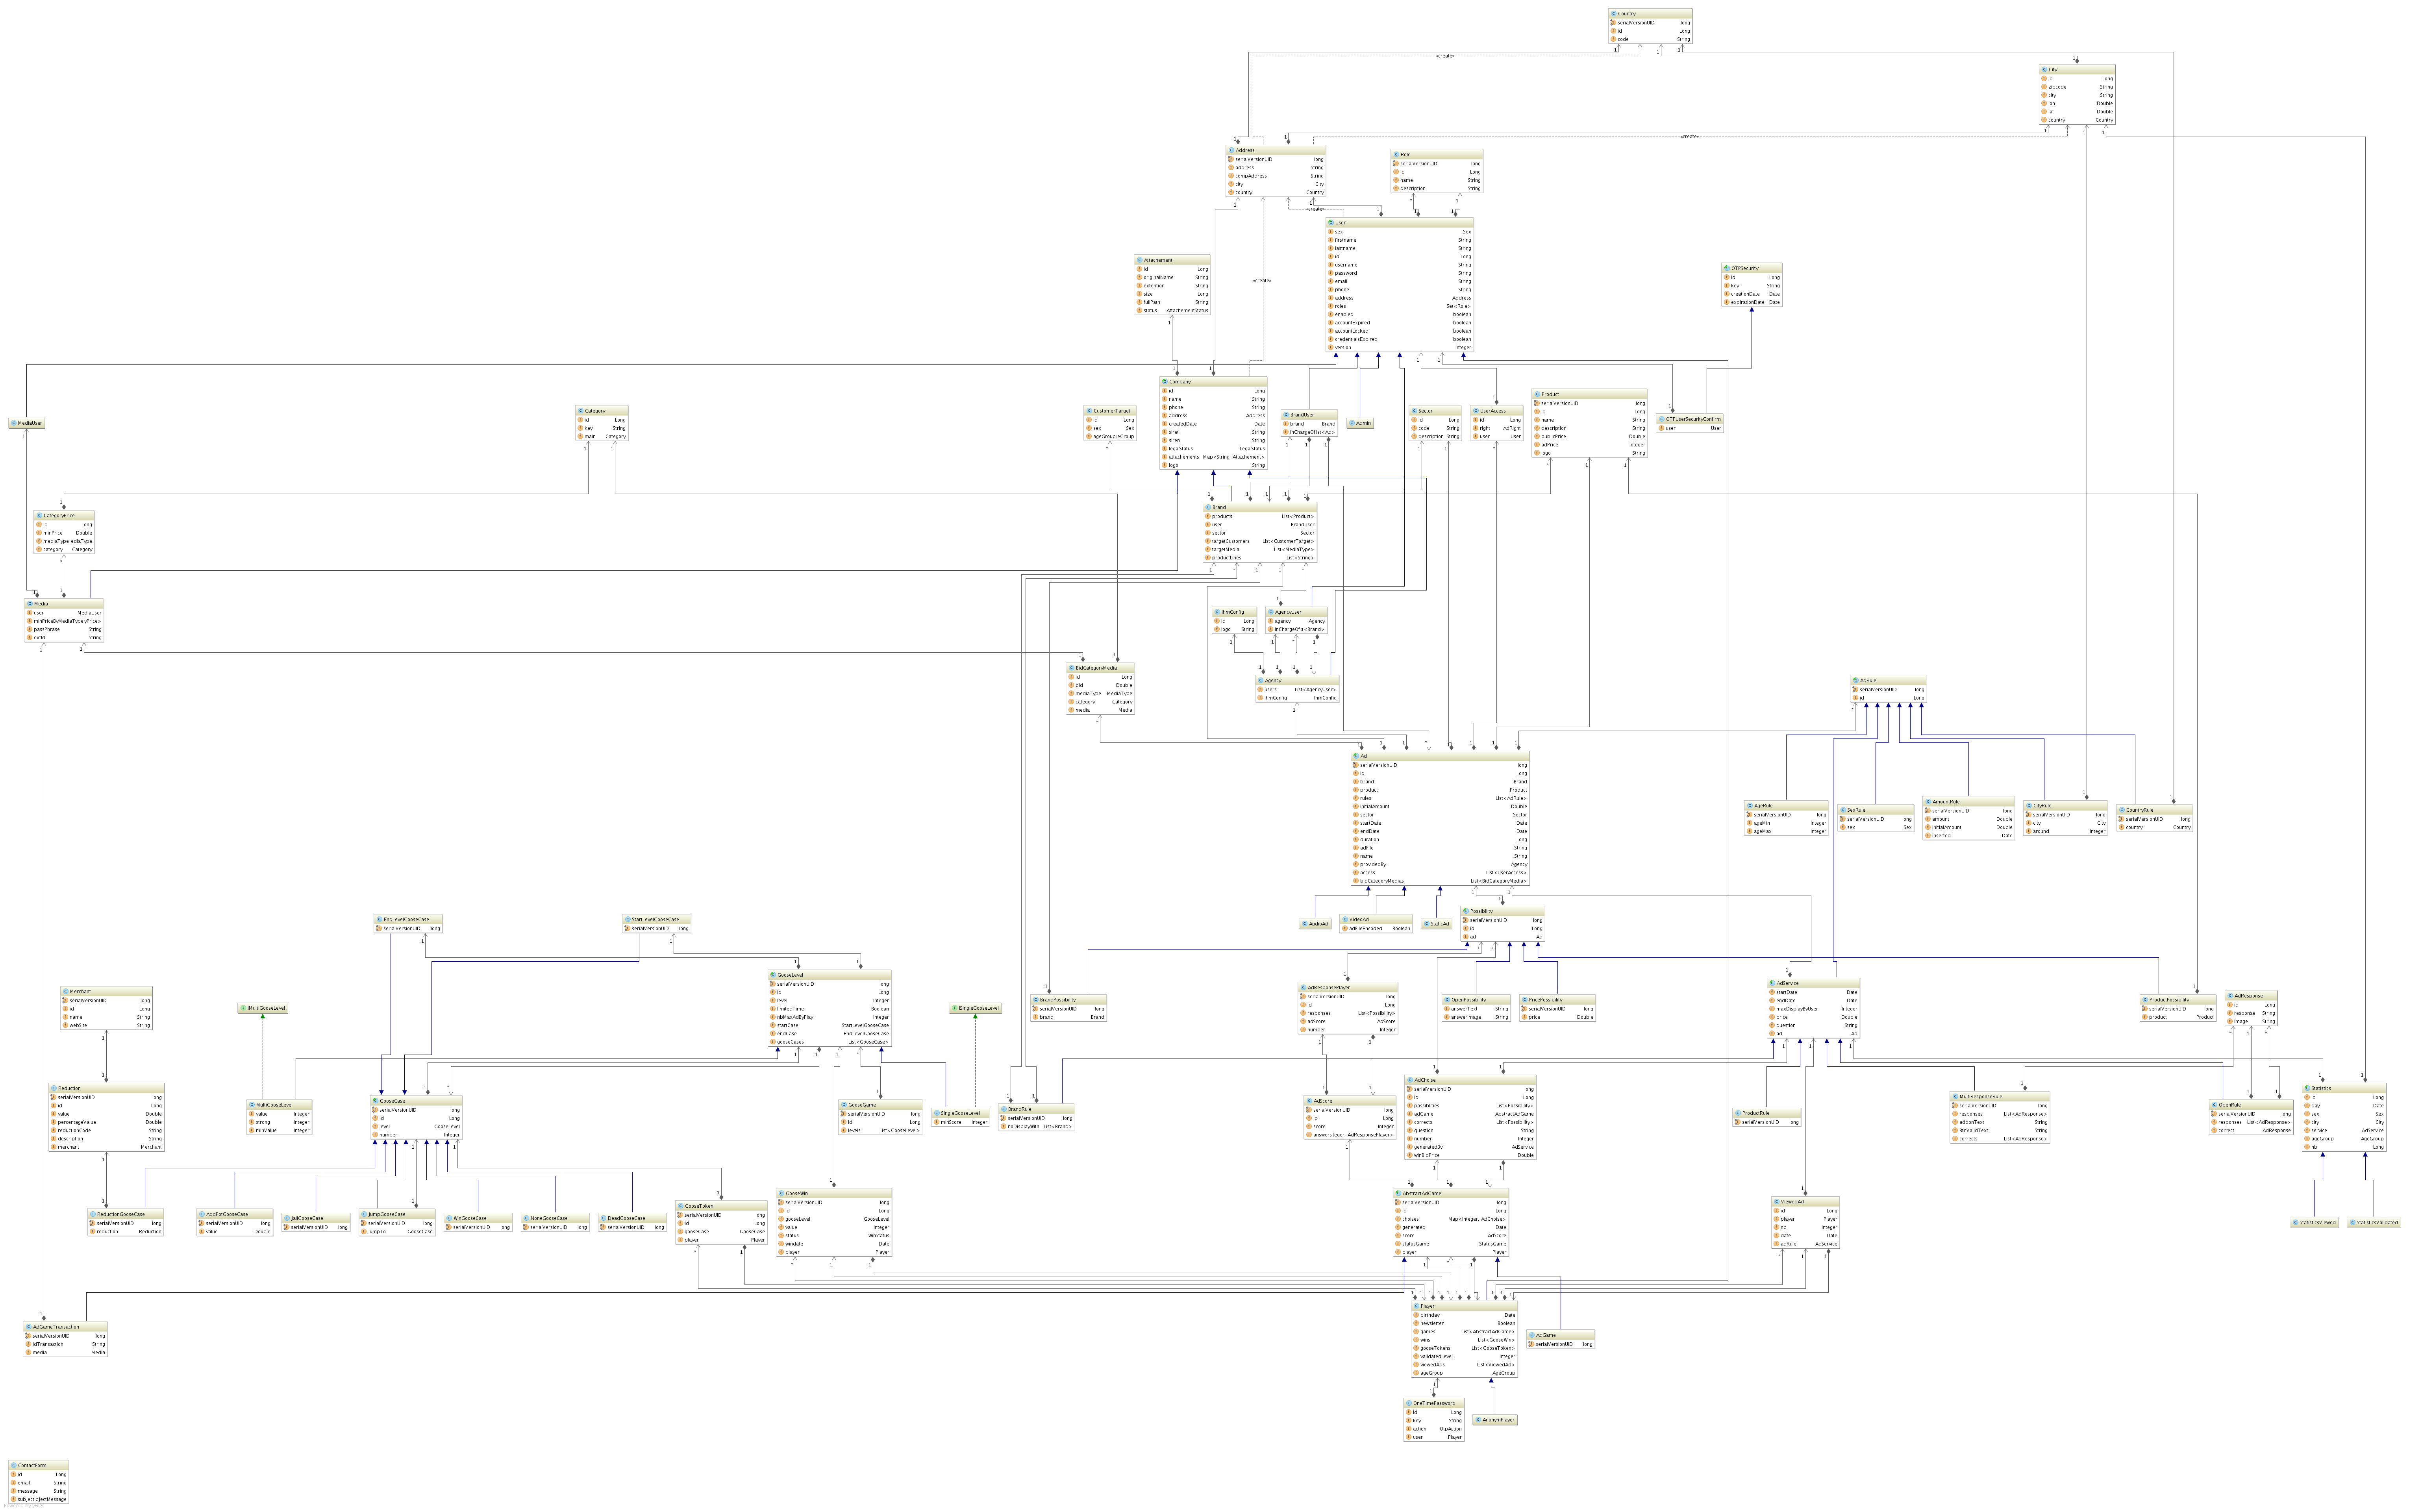 Country
serialVersionUID long
id Long
code String
«create»
City
id Long
zipcode String
city String
lon Double
lat Double
country Country
«create»
Address
serialVersionUID long
address String
compAddress String
city City
country Country
Role
serialVersionUID long
id Long
name String
description String
«create»
User
sex Sex
firstname String
lastname String
id Long
username String
password String
email String
phone String
address Address
roles Set<Role>
enabled boolean
accountExpired boolean
accountLocked boolean
credentialsExpired boolean
version Integer
Attachement
id Long
originalName String
extention String
size Long
fullPath String
status AttachementStatus
«create»
OTPSecurity
id Long
key String
creationDate Date
expirationDate Date
Company
id Long
name String
phone String
address Address
createdDate Date
siret String
siren String
legalStatus LegalStatus
attachements Map<String, Attachement>
logo String
MediaUser
Category
id Long
key String
main Category
CustomerTarget
id Long
sex Sex
ageGroup eGroup
BrandUser
brand Brand
inChargeOf ist<Ad>
Admin
Sector
id Long
code String
description String
UserAccess
id Long
right AdRight
user User
Product
serialVersionUID long
id Long
name String
description String
publicPrice Double
adPrice Integer
logo String
OTPUserSecurityConfirm
user User
CategoryPrice
id Long
minPrice Double
mediaType ediaType
category Category
Brand
products List<Product>
user BrandUser
sector Sector
targetCustomers List<CustomerTarget>
targetMedia List<MediaType>
productLines List<String>
Media
user MediaUser
minPriceByMediaType yPrice>
passPhrase String
extId String
IhmConfig
id Long
logo String
AgencyUser
agency Agency
inChargeOf t<Brand>
BidCategoryMedia
id Long
bid Double
mediaType MediaType
category Category
media Media
Agency
users List<AgencyUser>
ihmConfig IhmConfig
AdRule
serialVersionUID long
id Long
Ad
serialVersionUID long
id Long
brand Brand
product Product
rules List<AdRule>
initialAmount Double
sector Sector
startDate Date
endDate Date
duration Long
adFile String
name String
providedBy Agency
access List<UserAccess>
bidCategoryMedias List<BidCategoryMedia>
AgeRule
serialVersionUID long
ageMin Integer
ageMax Integer
SexRule
serialVersionUID long
sex Sex
AmountRule
serialVersionUID long
amount Double
initialAmount Double
inserted Date
CityRule
serialVersionUID long
city City
around Integer
CountryRule
serialVersionUID long
country Country
EndLevelGooseCase
serialVersionUID long
StartLevelGooseCase
serialVersionUID long
AudioAd
VideoAd
adFileEncoded Boolean
StaticAd
Possibility
serialVersionUID long
id Long
ad Ad
GooseLevel
serialVersionUID long
id Long
level Integer
limitedTime Boolean
nbMaxAdByPlay Integer
startCase StartLevelGooseCase
endCase EndLevelGooseCase
gooseCases List<GooseCase>
Merchant
serialVersionUID long
id Long
name String
webSite String
IMultiGooseLevel
ISingleGooseLevel
BrandPossibility
serialVersionUID long
brand Brand
AdResponsePlayer
serialVersionUID long
id Long
responses List<Possibility>
adScore AdScore
number Integer
OpenPossibility
answerText String
answerImage String
PricePossibility
serialVersionUID long
price Double
AdService
startDate Date
endDate Date
maxDisplayByUser Integer
price Double
question String
ad Ad
ProductPossibility
serialVersionUID long
product Product
AdResponse
id Long
response String
image String
Reduction
serialVersionUID long
id Long
value Double
percentageValue Double
reductionCode String
description String
merchant Merchant
MultiGooseLevel
value Integer
strong Integer
minValue Integer
GooseCase
serialVersionUID long
id Long
level GooseLevel
number Integer
GooseGame
serialVersionUID long
id Long
levels List<GooseLevel>
SingleGooseLevel
minScore Integer
BrandRule
serialVersionUID long
noDisplayWith List<Brand>
AdScore
serialVersionUID long
id Long
score Integer
answers teger, AdResponsePlayer>
AdChoise
serialVersionUID long
id Long
possiblities List<Possibility>
adGame AbstractAdGame
corrects List<Possibility>
question String
number Integer
generatedBy AdService
winBidPrice Double
ProductRule
serialVersionUID long
MultiResponseRule
serialVersionUID long
responses List<AdResponse>
addonText String
BtnValidText String
corrects List<AdResponse>
OpenRule
serialVersionUID long
responses List<AdResponse>
correct AdResponse
Statistics
id Long
day Date
sex Sex
city City
service AdService
ageGroup AgeGroup
nb Long
ReductionGooseCase
serialVersionUID long
reduction Reduction
AddPotGooseCase
serialVersionUID long
value Double
JailGooseCase
serialVersionUID long
JumpGooseCase
serialVersionUID long
jumpTo GooseCase
WinGooseCase
serialVersionUID long
NoneGooseCase
serialVersionUID long
DeadGooseCase
serialVersionUID long
GooseToken
serialVersionUID long
id Long
gooseCase GooseCase
player Player
GooseWin
serialVersionUID long
id Long
gooseLevel GooseLevel
value Integer
status WinStatus
windate Date
player Player
AbstractAdGame
serialVersionUID long
id Long
choises Map<Integer, AdChoise>
generated Date
score AdScore
statusGame StatusGame
player Player
ViewedAd
id Long
player Player
nb Integer
date Date
adRule AdService
StatisticsViewed
StatisticsValidated
AdGameTransaction
serialVersionUID long
idTransaction String
media Media
Player
birthday Date
newsletter Boolean
games List<AbstractAdGame>
wins List<GooseWin>
gooseTokens List<GooseToken>
validatedLevel Integer
viewedAds List<ViewedAd>
ageGroup AgeGroup
AdGame
serialVersionUID long
OneTimePassword
id Long
key String
action OtpAction
user Player
AnonymPlayer
ContactForm
id Long
email String
message String
subject bjectMessage